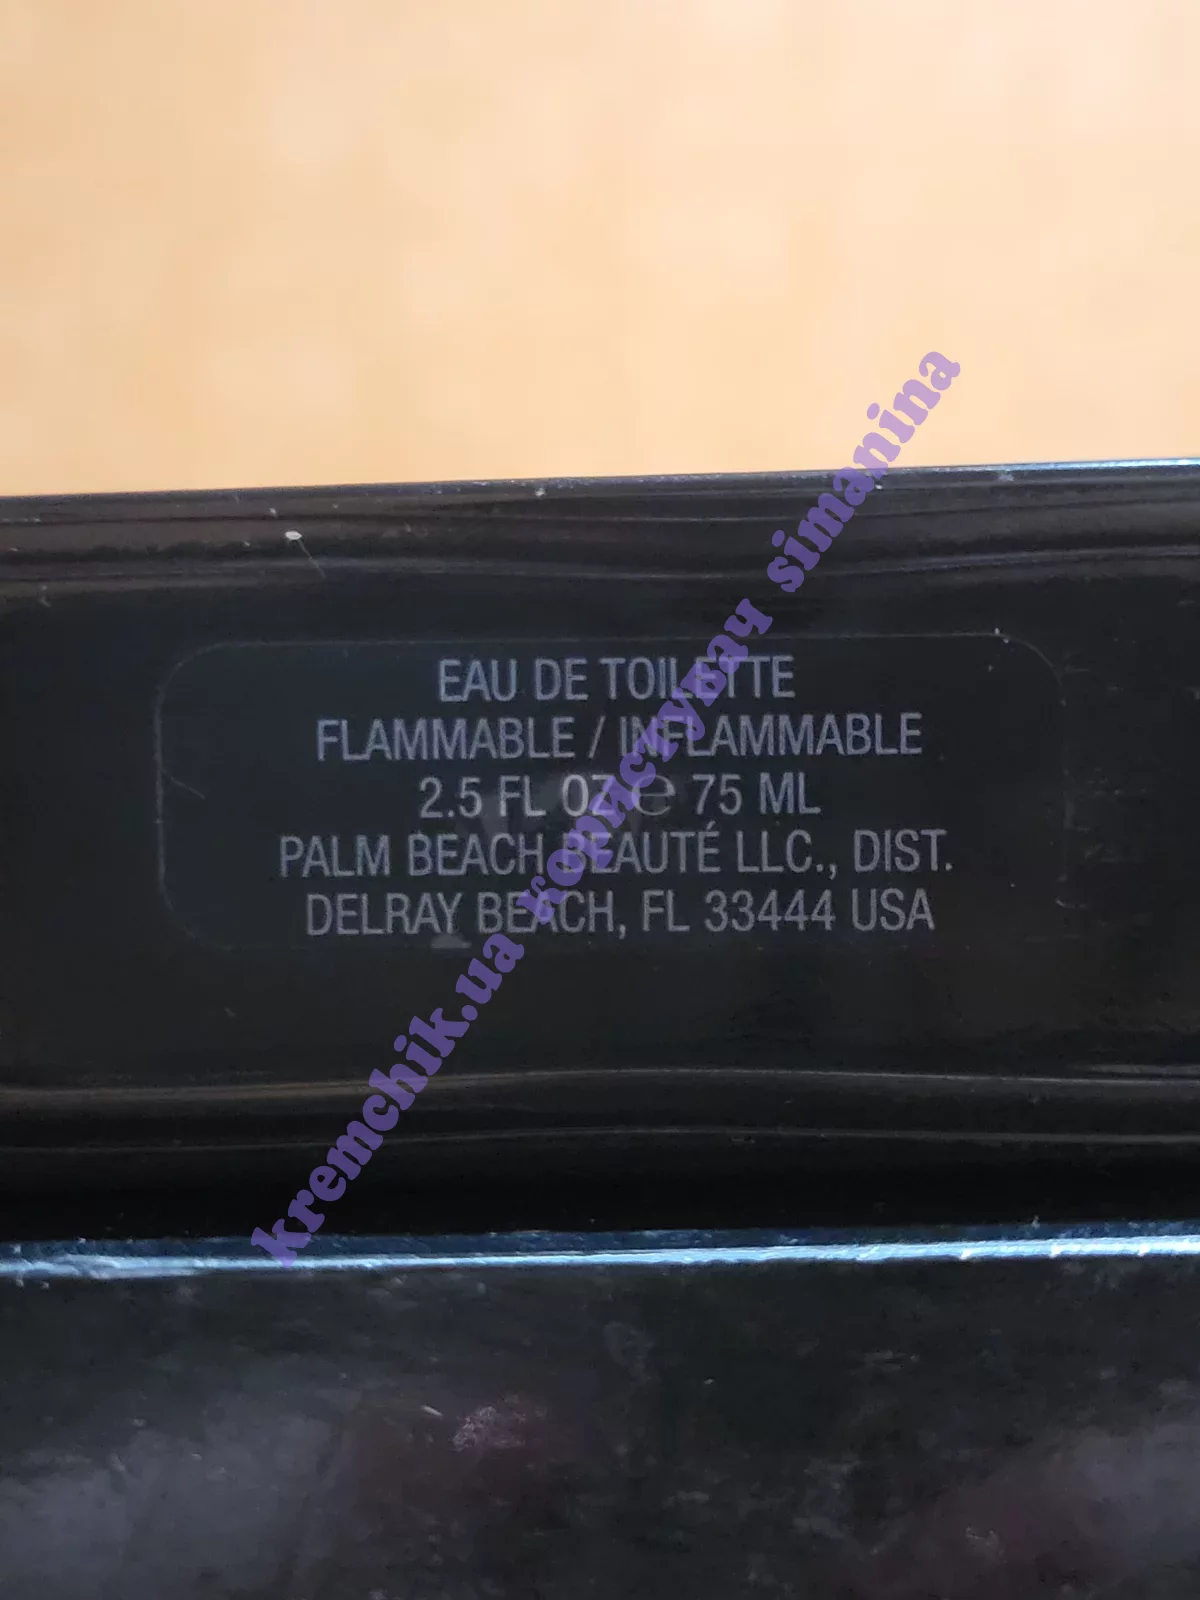 EAU DE TOILETTE
FLAMMABLE / INFLAMMABLE
2.5 FL OZ ℮ 75 ML
PALM BEACH BEAUTÉ LLC., DIST.
DELRAY BEACH, FL 33444 USA
kremchik.ua користувач simanina